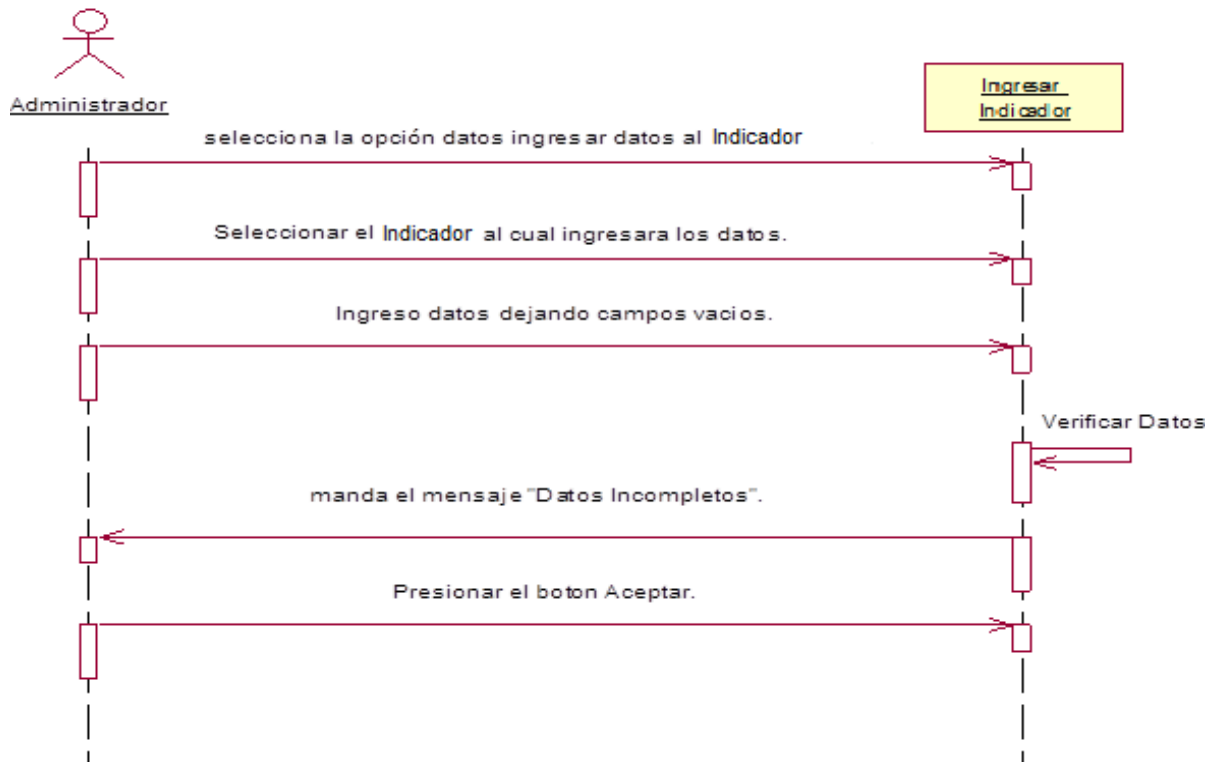 Administrador
Ingresar
Indicador
selecciona la opción datos ingresar datos al Indicador
Seleccionar el Indicador al cual ingresara los datos.
Ingreso datos dejando campos vacios.
Verificar Datos
manda el mensaje "Datos Incompletos".
Presionar el boton Aceptar.